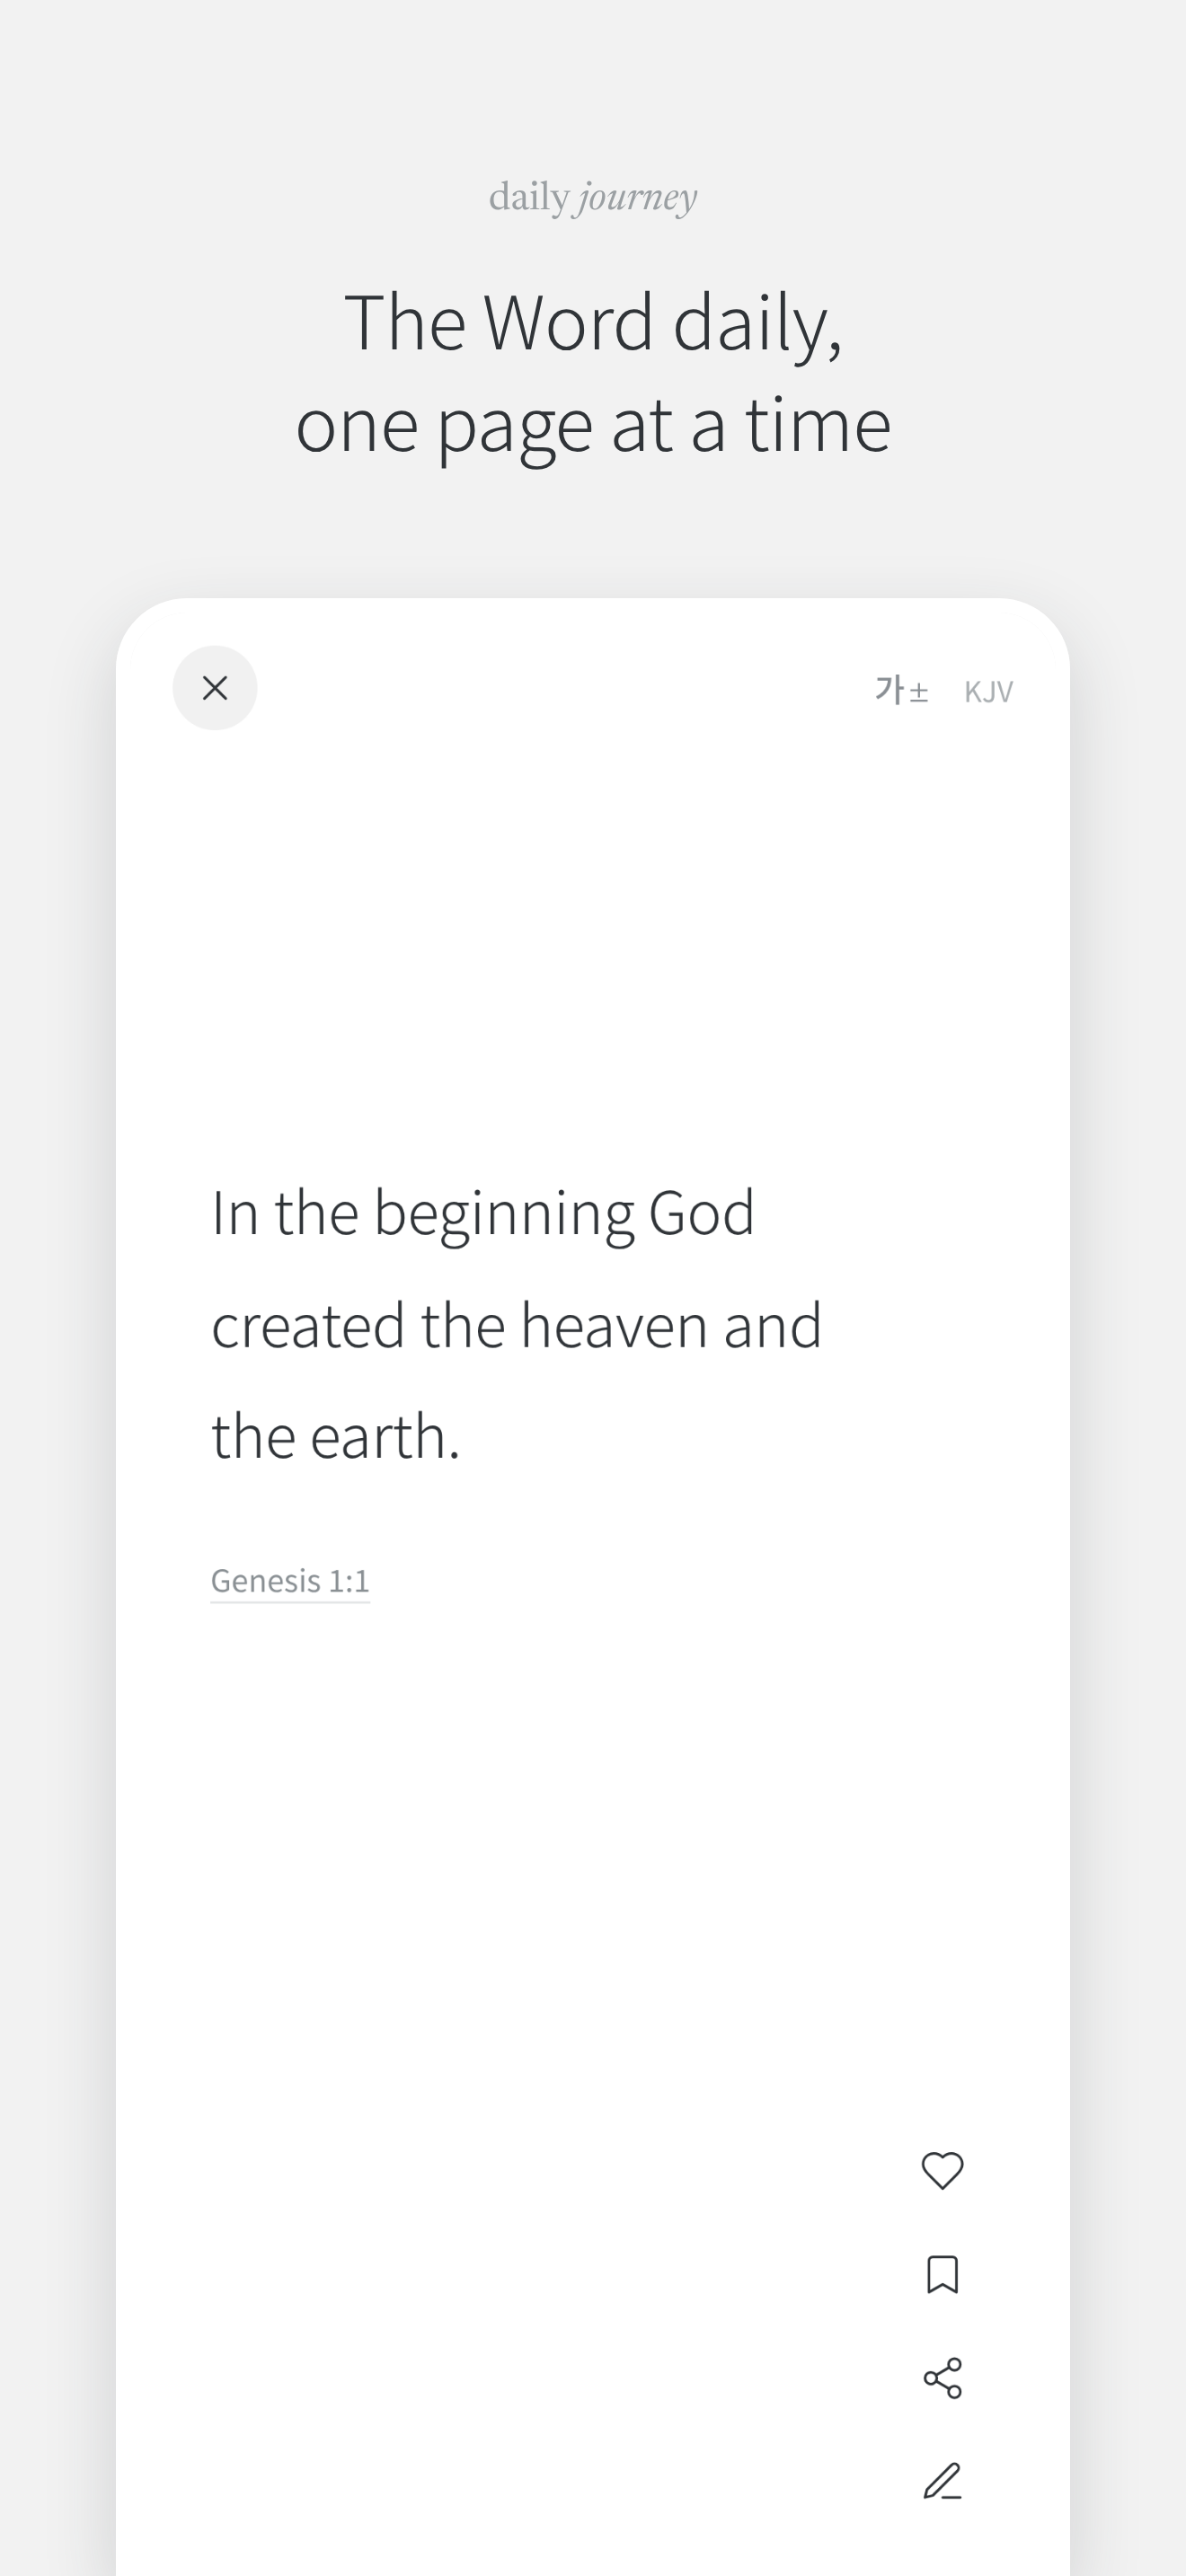 daily journey
The Word daily,
one page at a time
가± KJV
In the beginning God
created the heaven and
the earth.
Genesis 1:1